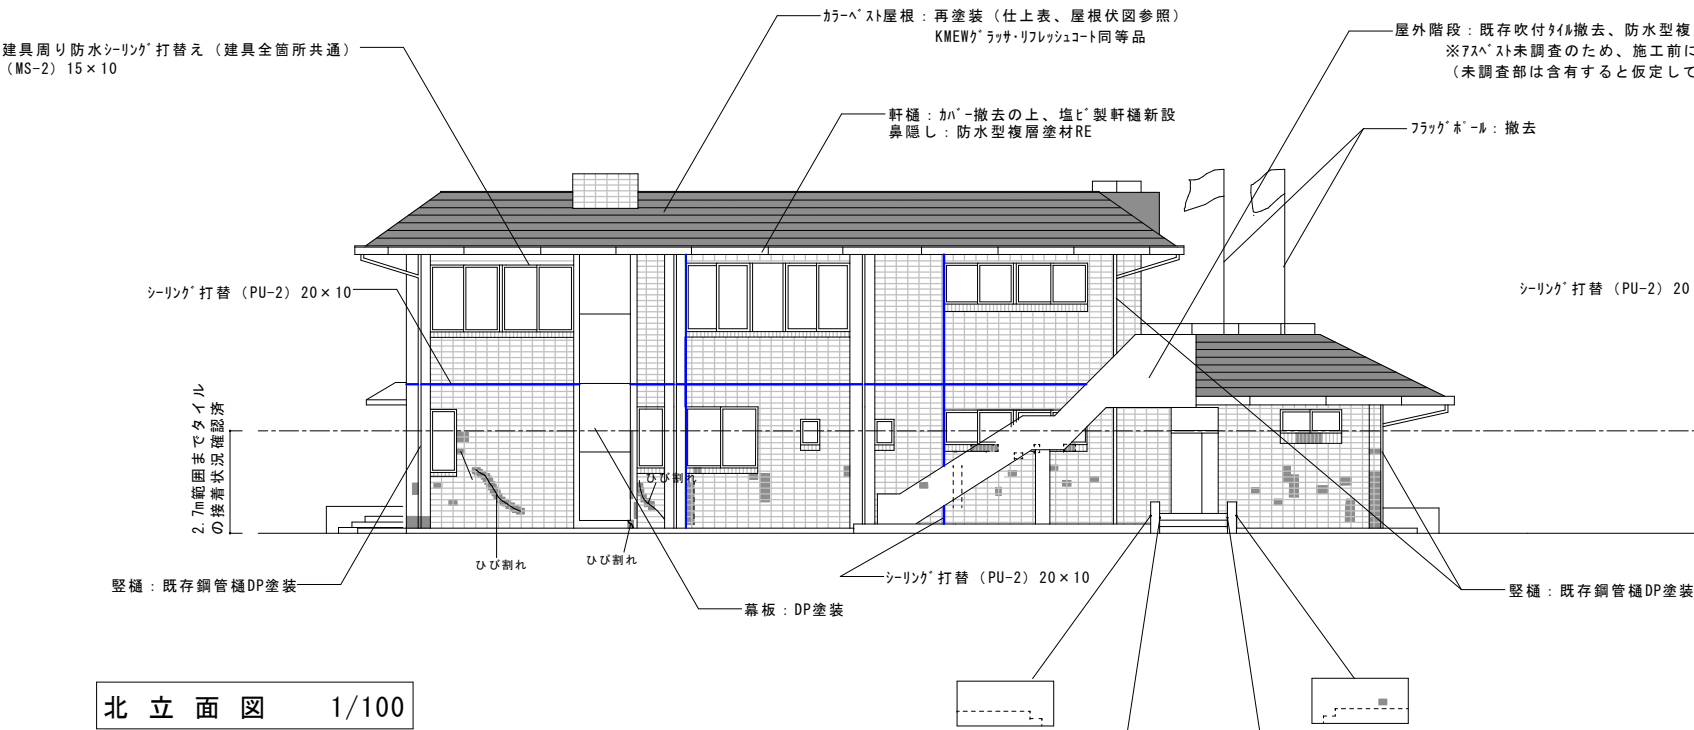 カラーベスト屋根：再塗装（仕上表、屋根伏図参照）
KMEWグラッサ・リフレッシュコート同等品
建具周り防水シーリング打替え（建具全箇所共通）
（MS-2）15×10
屋外階段：既存吹付タイル撤去、防水型複
※アスベスト未調査のため、施工前に
（未調査部は含有すると仮定して
軒樋：カバー撤去の上、塩ビ製軒樋新設
鼻隠し：防水型複層塗材RE
フラッグポール：撤去
シーリング打替（PU-2）20×10
シーリング打替（PU-2）20
2.7m範囲までタイル
の接着状況確認済
ひび割れ
ひび割れ
ひび割れ
竪樋：既存鋼管樋DP塗装
シーリング打替（PU-2）20×10
幕板：DP塗装
竪樋：既存鋼管樋DP塗装
北立面図　1/100